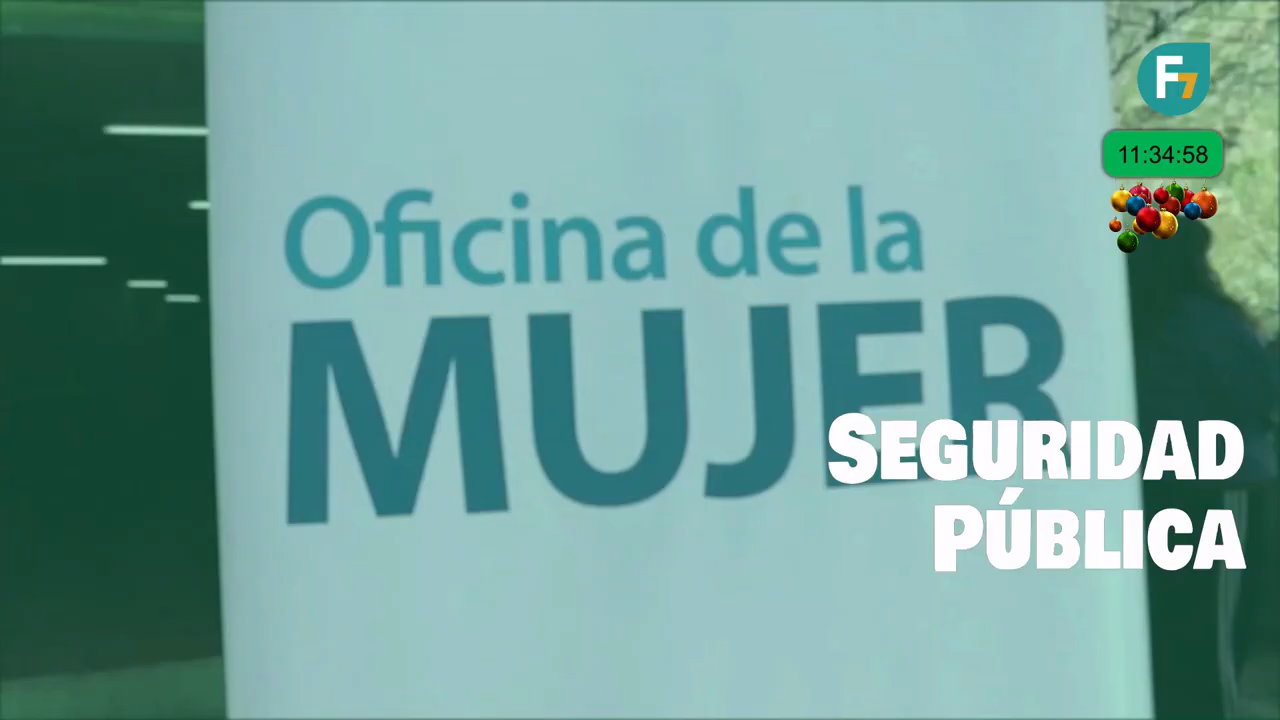 F7
11:34:58
Oficina de la
MUJER
SEGURIDAD
PÚBLICA